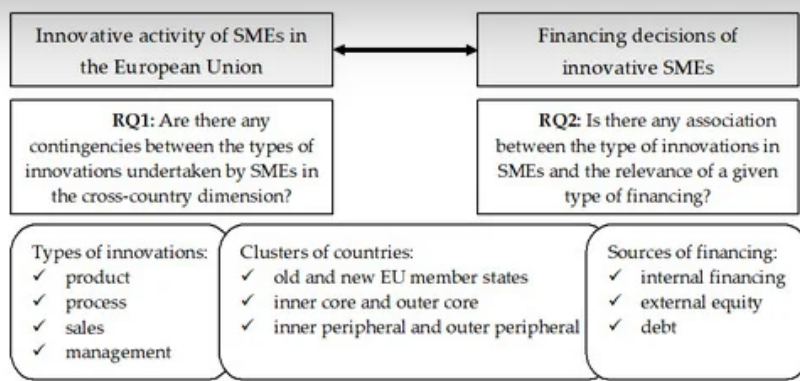 Innovative activity of SMEs in
the European Union
Financing decisions of
innovative SMEs
RQ1: Are there any
contingencies between the types of
innovations undertaken by SMEs in
the cross-country dimension?
RQ2: Is there any association
between the type of innovations in
SMEs and the relevance of a given
type of financing?
Types of innovations:
✓ product
✓ process
✓ sales
✓ management
Clusters of countries:
✓ old and new EU member states
✓ inner core and outer core
✓ inner peripheral and outer peripheral
Sources of financing:
✓ internal financing
✓ external equity
✓ debt